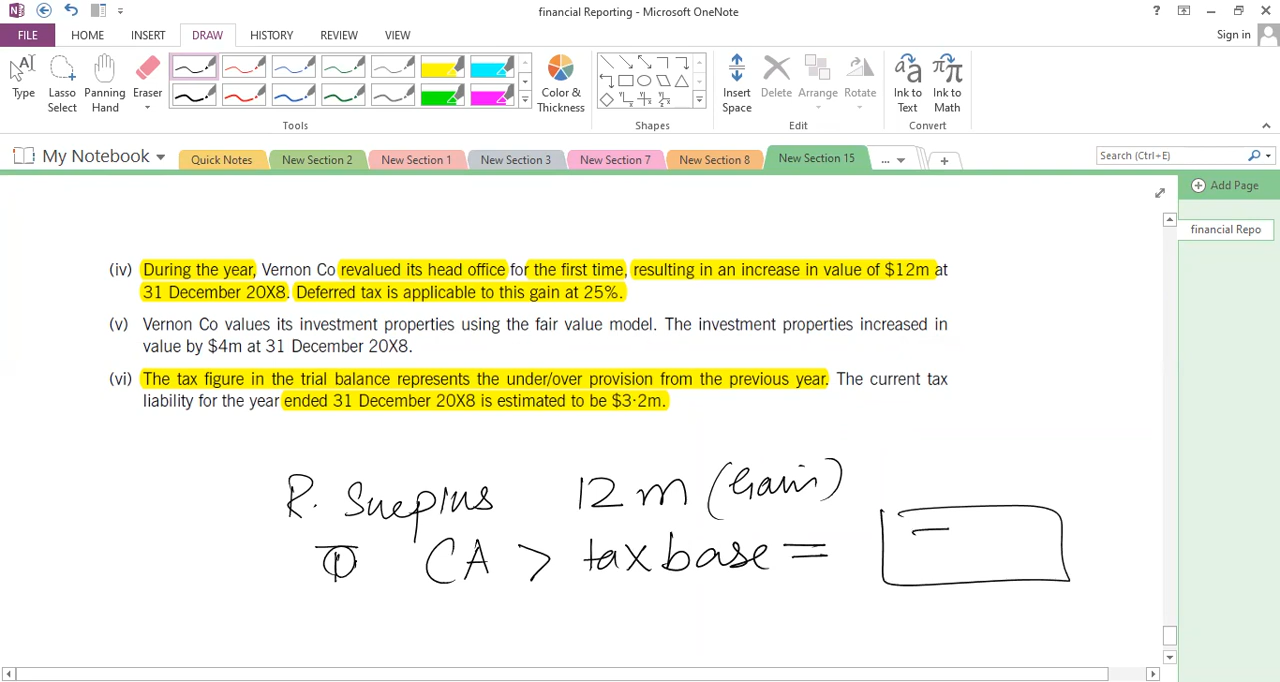 financial Reporting - Microsoft OneNote
Sign in
FILE HOME INSERT DRAW HISTORY REVIEW VIEW
Type
Lasso Select
Panning Hand
Eraser
Color & Thickness
Insert Space
Delete
Arrange
Rotate
Ink to Text
Ink to Math
Tools
Shapes
Edit
Convert
My Notebook
Quick Notes
New Section 2
New Section 1
New Section 3
New Section 7
New Section 8
New Section 15
...
Search (Ctrl+E)
Add Page
financial Repo
(iv) During the year, Vernon Co revalued its head office for the first time, resulting in an increase in value of $12m at
31 December 20X8. Deferred tax is applicable to this gain at 25%.
(v) Vernon Co values its investment properties using the fair value model. The investment properties increased in
value by $4m at 31 December 20X8.
(vi) The tax figure in the trial balance represents the under/over provision from the previous year. The current tax
liability for the year ended 31 December 20X8 is estimated to be $3·2m.
R. Surplus 12 m (Gain)
CA > tax base =